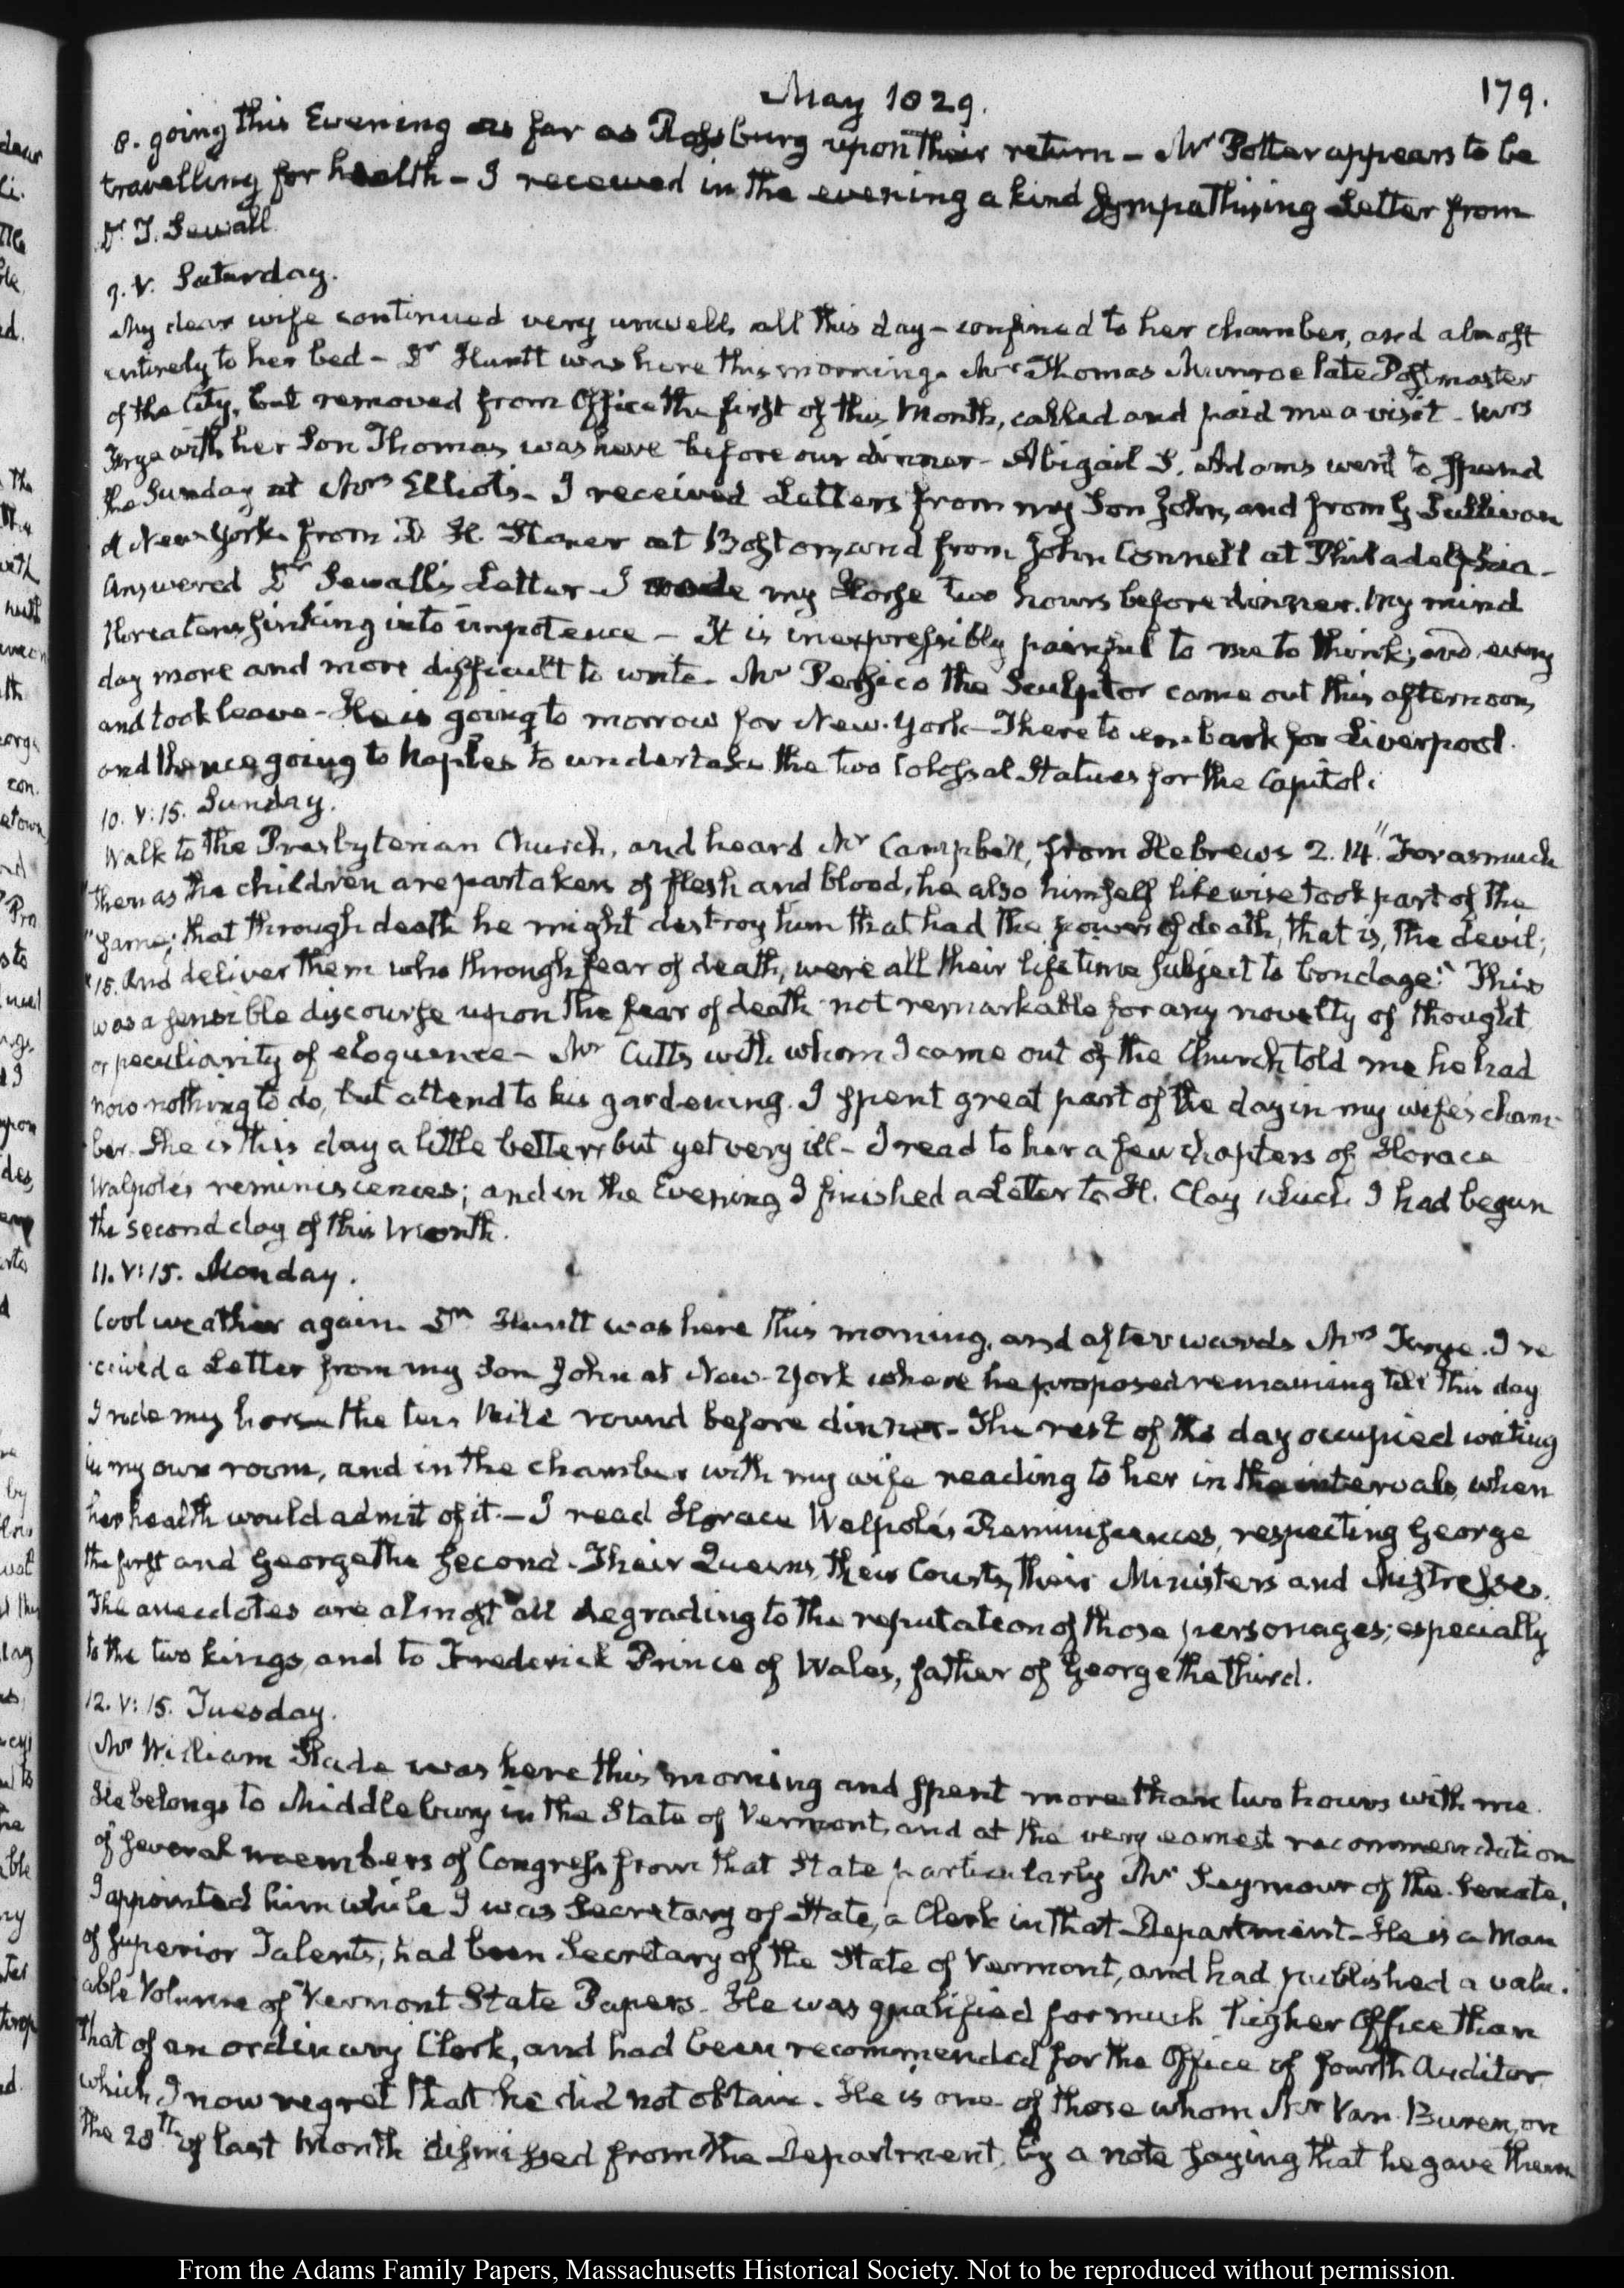 May 1829.
179.
8. going this Evening as far as Rossburg upon their return – Mr Potter appears to be
travelling for health – I received in the evening a kind sympathising Letter from
Dr T. Sewall.
9. V. Saturday.
My dear wife continued very unwell, all this day – confined to her chamber, and almost
entirely to her bed – Dr Huntt was here this morning. Mr Thomas Munroe late Postmaster
of the City, but removed from Office the first of this Month, called and paid me a visit – Mrs
Frye with her Son Thomas was here before our dinner – Abigail S. Adams went to spend
the Sunday at Mrs Elliot's – I received Letters from my Son John, and from G Sullivan
at New-York. from D H. Storer at Boston, and from John Connell at Philadelphia –
Answered Dr Sewall's Letter – I rode my Horse two hours before dinner. My mind
threatens sinking into impotence – It is inexpressibly painful to me to think; and every
day more and more difficult to write. Mr Persico the Sculptor came out this afternoon,
and took leave – He is going to morrow for New-York – There to embark for Liverpool.
and thence going to Naples to undertake the two Colossal Statues for the Capitol.
10. V:15. Sunday.
Walk to the Presbyterian Church, and heard Mr Campbell, from Hebrews 2.14. "Forasmuch
"then as the children are partakers of flesh and blood, he also himself likewise took part of the
"same; that through death he might destroy him that had the power of death, that is, the devil;
"15. And deliver them who through fear of death, were all their lifetime subject to bondage." This
was a sensible discourse upon the fear of death not remarkable for any novelty of thought
or peculiarity of eloquence – Mr Cutts with whom I came out of the Church told me he had
now nothing to do, but attend to his gardening. I spent great part of the day in my wife's cham-
ber. She is this day a little better, but yet very ill – I read to her a few chapters of Horace
Walpole's reminiscences; and in the Evening I finished a Letter to H. Clay which I had begun
the second day of this Month.
11. V:15. Monday.
Cool weather again. Dr Huntt was here this morning, and afterwards Mrs Frye. I re-
ceived a Letter from my Son John at New-York where he proposed remaining till this day
I rode my horse the ten Mile round before dinner – The rest of the day occupied writing
in my own room, and in the chamber with my wife reading to her in the intervals, when
her health would admit of it. – I read Horace Walpole's Reminiscences, respecting George
the first and George the Second – Their Queens, their Courts, their Ministers and Mistresses.
The anecdotes are almost all degrading to the reputation of those personages; especially
to the two kings, and to Frederick Prince of Wales, father of George the third.
12. V:15. Tuesday.
Mr William Slade was here this morning and spent more than two hours with me.
He belongs to Middlebury in the State of Vermont, and at the very earnest recommendation
of several members of Congress from that State particularly Mr Seymour of the Senate,
I appointed him while I was Secretary of State, a Clerk in that Department – He is a Man
of superior Talents; had been Secretary of the State of Vermont, and had published a valu-
able Volume of Vermont State Papers – He was qualified for much higher Office than
that of an ordinary Clerk, and had been recommended for the Office of fourth Auditor
which I now regret that he did not obtain. He is one of those whom Mr Van Buren, on
the 28th of last Month dismissed from the Department, by a note saying that he gave them
From the Adams Family Papers, Massachusetts Historical Society. Not to be reproduced without permission.